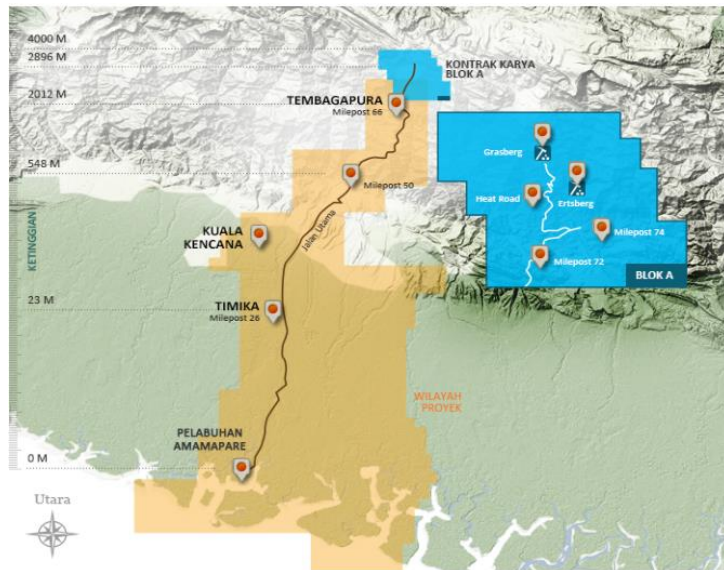 4000 M
2896 M
2012 M
548 M
23 M
0 M
KETINGGIAN
KONTRAK KARYA
BLOK A
TEMBAGAPURA
Milepost 66
Milepost 50
KUALA
KENCANA
Jalan Utama
TIMIKA
Milepost 26
PELABUHAN
AMAMAPARE
WILAYAH
PROYEK
Grasberg
Ertsberg
Heat Road
Milepost 74
Milepost 72
BLOK A
Utara